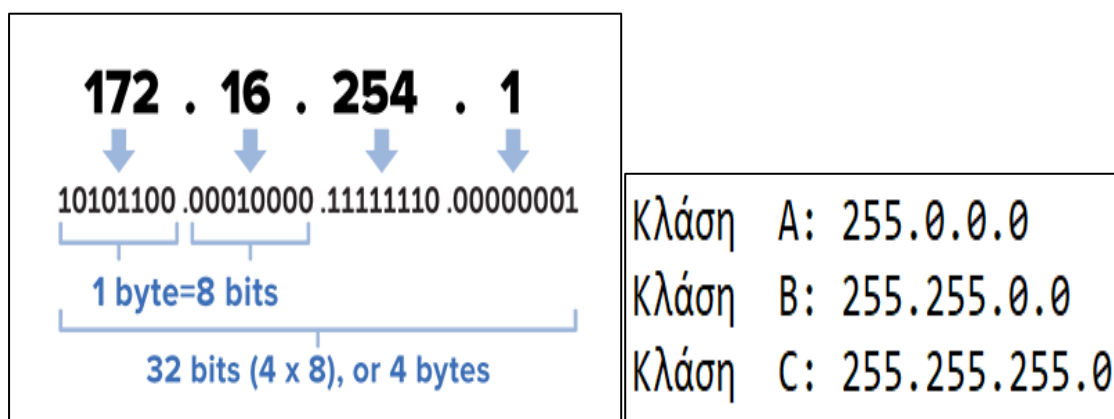 172 . 16 . 254 . 1
10101100 .00010000 .11111110 .00000001
1 byte=8 bits
32 bits (4 x 8), or 4 bytes
Κλάση A: 255.0.0.0
Κλάση B: 255.255.0.0
Κλάση C: 255.255.255.0